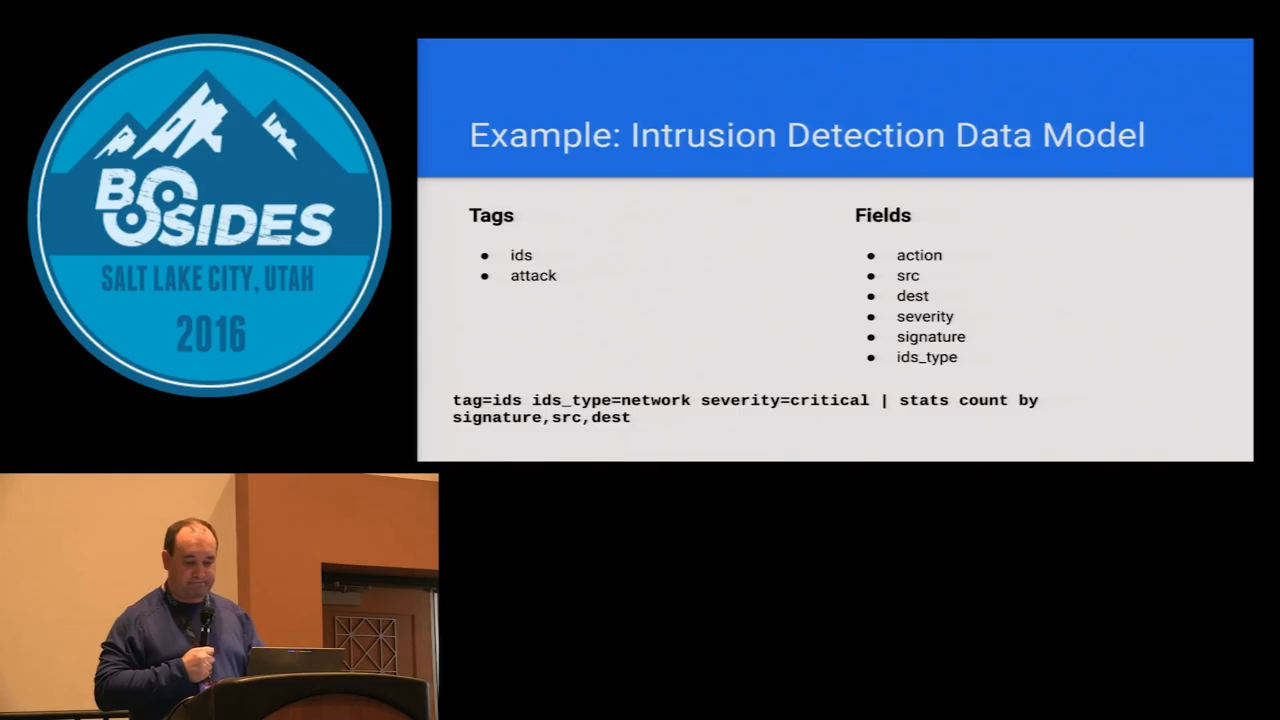 BSIDES
SALT LAKE CITY, UTAH
2016
Example: Intrusion Detection Data Model
Tags
ids
attack
Fields
action
src
dest
severity
signature
ids_type
tag=ids ids_type=network severity=critical | stats count by
signature,src,dest